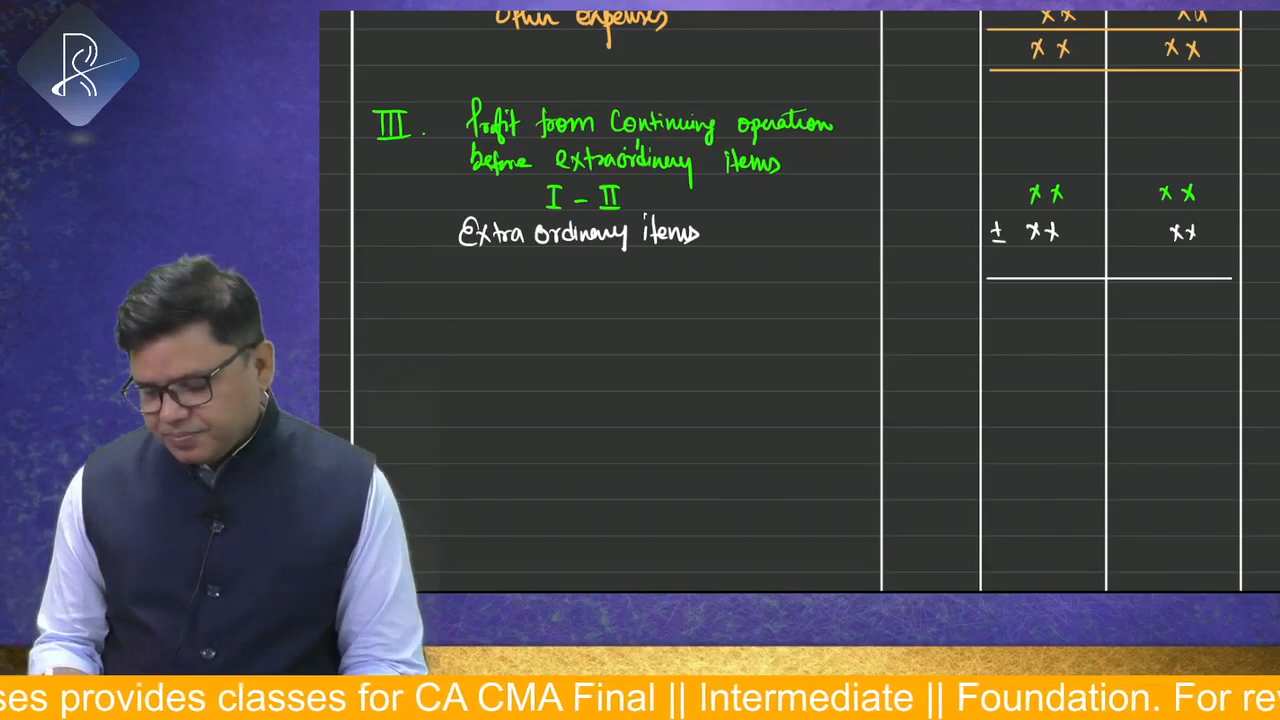 Other expenses xx xx
xx xx
III. Profit from Continuing operation
before extraordinary items
I - II xx xx
Extra ordinary items ± xx xx
ses provides classes for CA CMA Final || Intermediate || Foundation. For rev